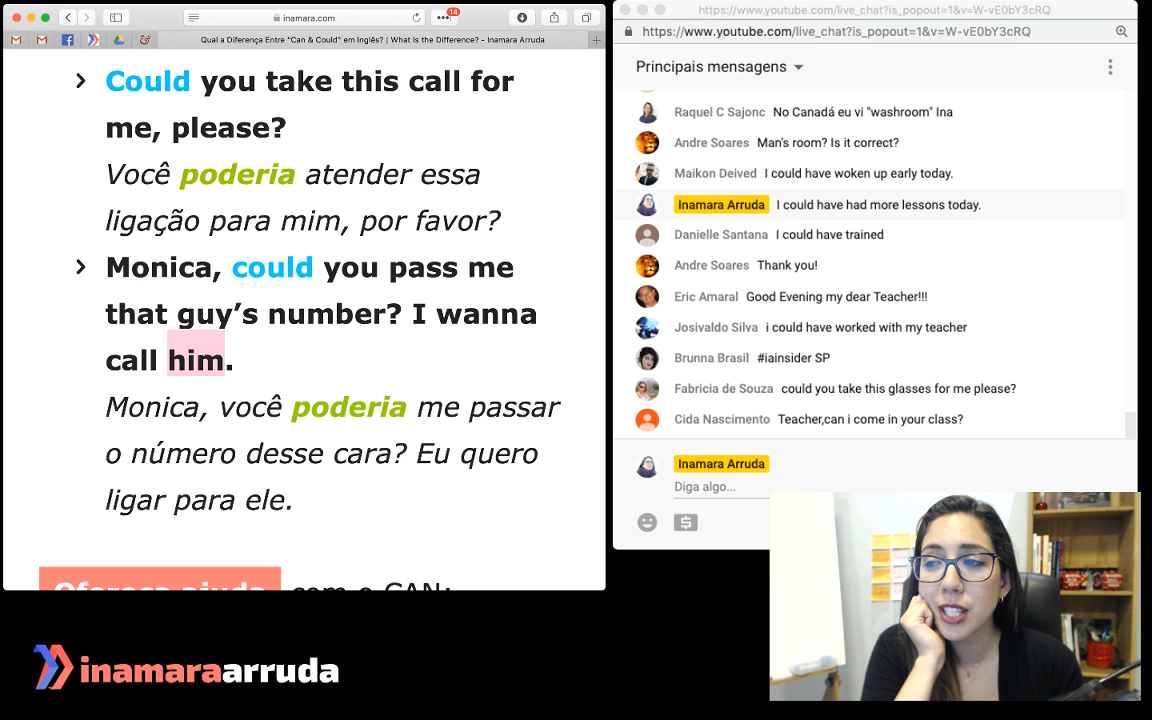 14
inamara.com
Qual a Diferença Entre "Can & Could" em Inglês? | What Is the Difference? – Inamara Arruda
Could you take this call for
me, please?
Você poderia atender essa
ligação para mim, por favor?
Monica, could you pass me
that guy's number? I wanna
call him.
Monica, você poderia me passar
o número desse cara? Eu quero
ligar para ele.
Ofereça ajuda com o CAN:
https://www.youtube.com/live_chat?is_popout=1&v=W-vE0bY3cRQ
https://www.youtube.com/live_chat?is_popout=1&v=W-vE0bY3cRQ
Principais mensagens
Raquel C Sajonc No Canadá eu vi "washroom" Ina
Andre Soares Man's room? Is it correct?
Maikon Deived I could have woken up early today.
Inamara Arruda I could have had more lessons today.
Danielle Santana I could have trained
Andre Soares Thank you!
Eric Amaral Good Evening my dear Teacher!!!
Josivaldo Silva i could have worked with my teacher
Brunna Brasil #iainsider SP
Fabricia de Souza could you take this glasses for me please?
Cida Nascimento Teacher,can i come in your class?
Inamara Arruda
Diga algo...
inamaraarruda